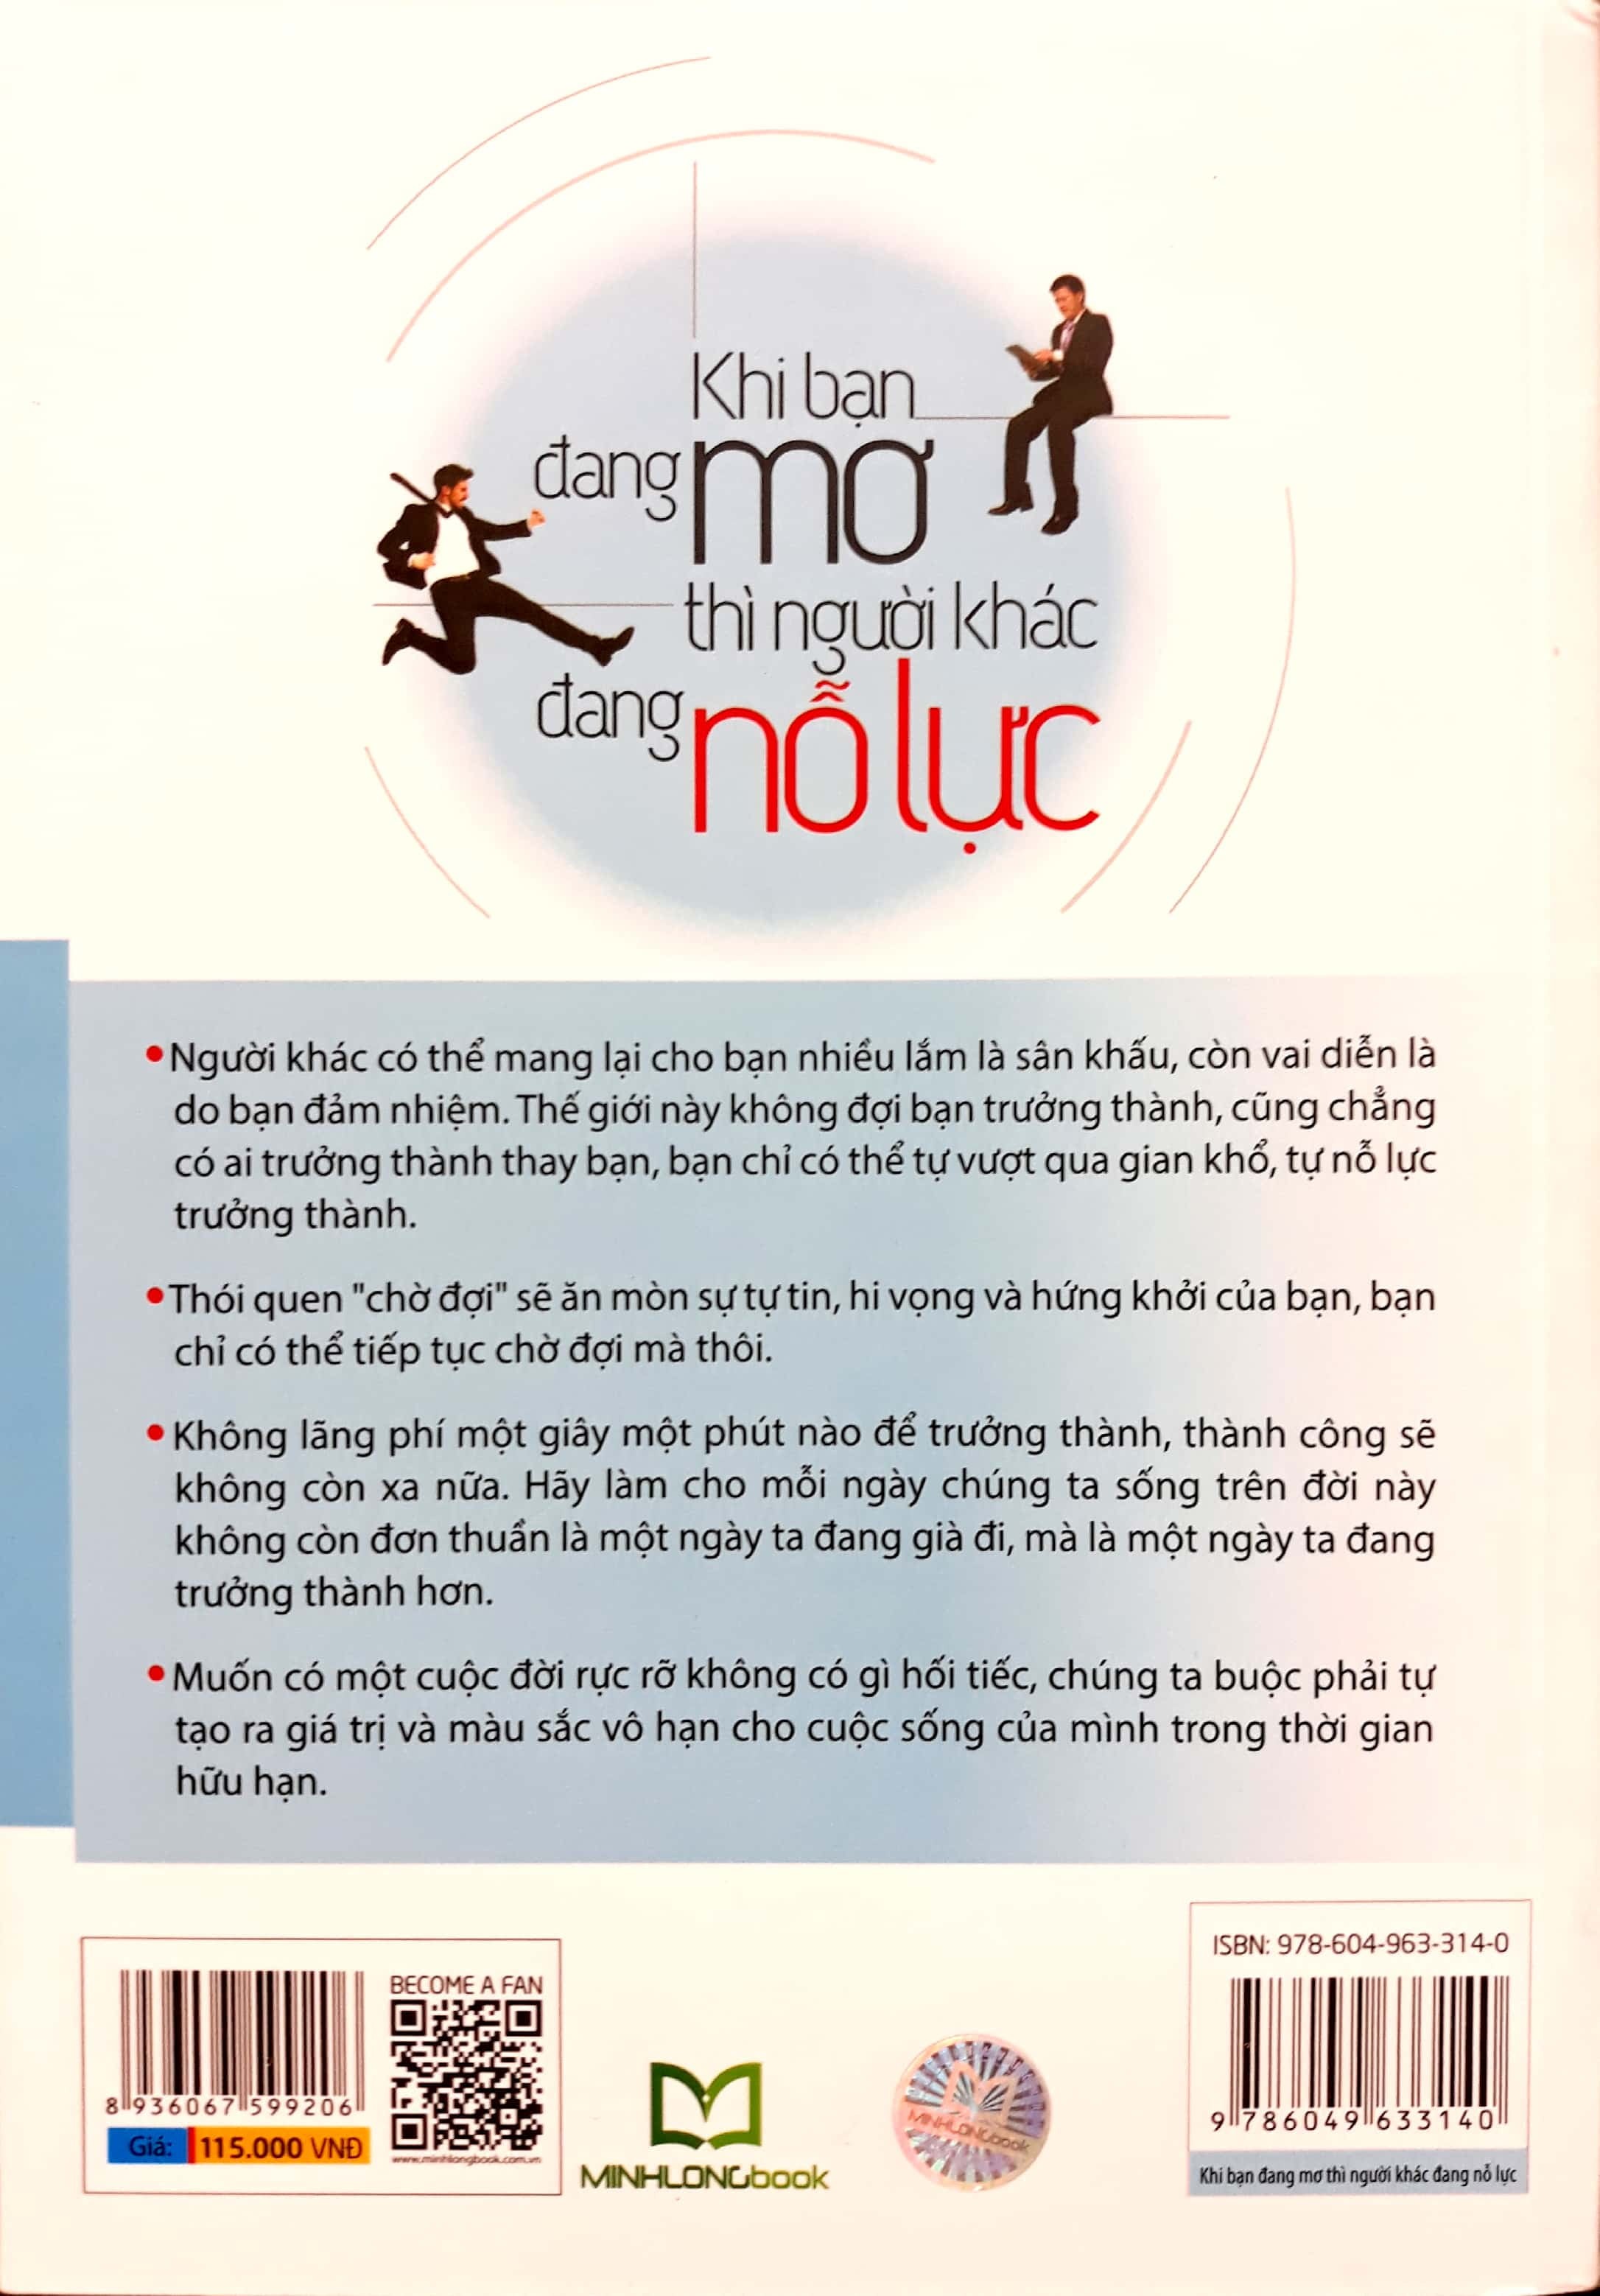 Khi bạn
đang mơ
thì người khác
đang nỗ lực
• Người khác có thể mang lại cho bạn nhiều lắm là sân khấu, còn vai diễn là
do bạn đảm nhiệm. Thế giới này không đợi bạn trưởng thành, cũng chẳng
có ai trưởng thành thay bạn, bạn chỉ có thể tự vượt qua gian khổ, tự nỗ lực
trưởng thành.
• Thói quen "chờ đợi" sẽ ăn mòn sự tự tin, hi vọng và hứng khởi của bạn, bạn
chỉ có thể tiếp tục chờ đợi mà thôi.
• Không lãng phí một giây một phút nào để trưởng thành, thành công sẽ
không còn xa nữa. Hãy làm cho mỗi ngày chúng ta sống trên đời này
không còn đơn thuần là một ngày ta đang già đi, mà là một ngày ta đang
trưởng thành hơn.
• Muốn có một cuộc đời rực rỡ không có gì hối tiếc, chúng ta buộc phải tự
tạo ra giá trị và màu sắc vô hạn cho cuộc sống của mình trong thời gian
hữu hạn.
8 936067 599206
Giá: 115.000 VNĐ
BECOME A FAN
www.minhlongbook.com.vn
MINHLONGbook
MINHLONGbook
ISBN: 978-604-963-314-0
9 786049 633140
Khi bạn đang mơ thì người khác đang nỗ lực